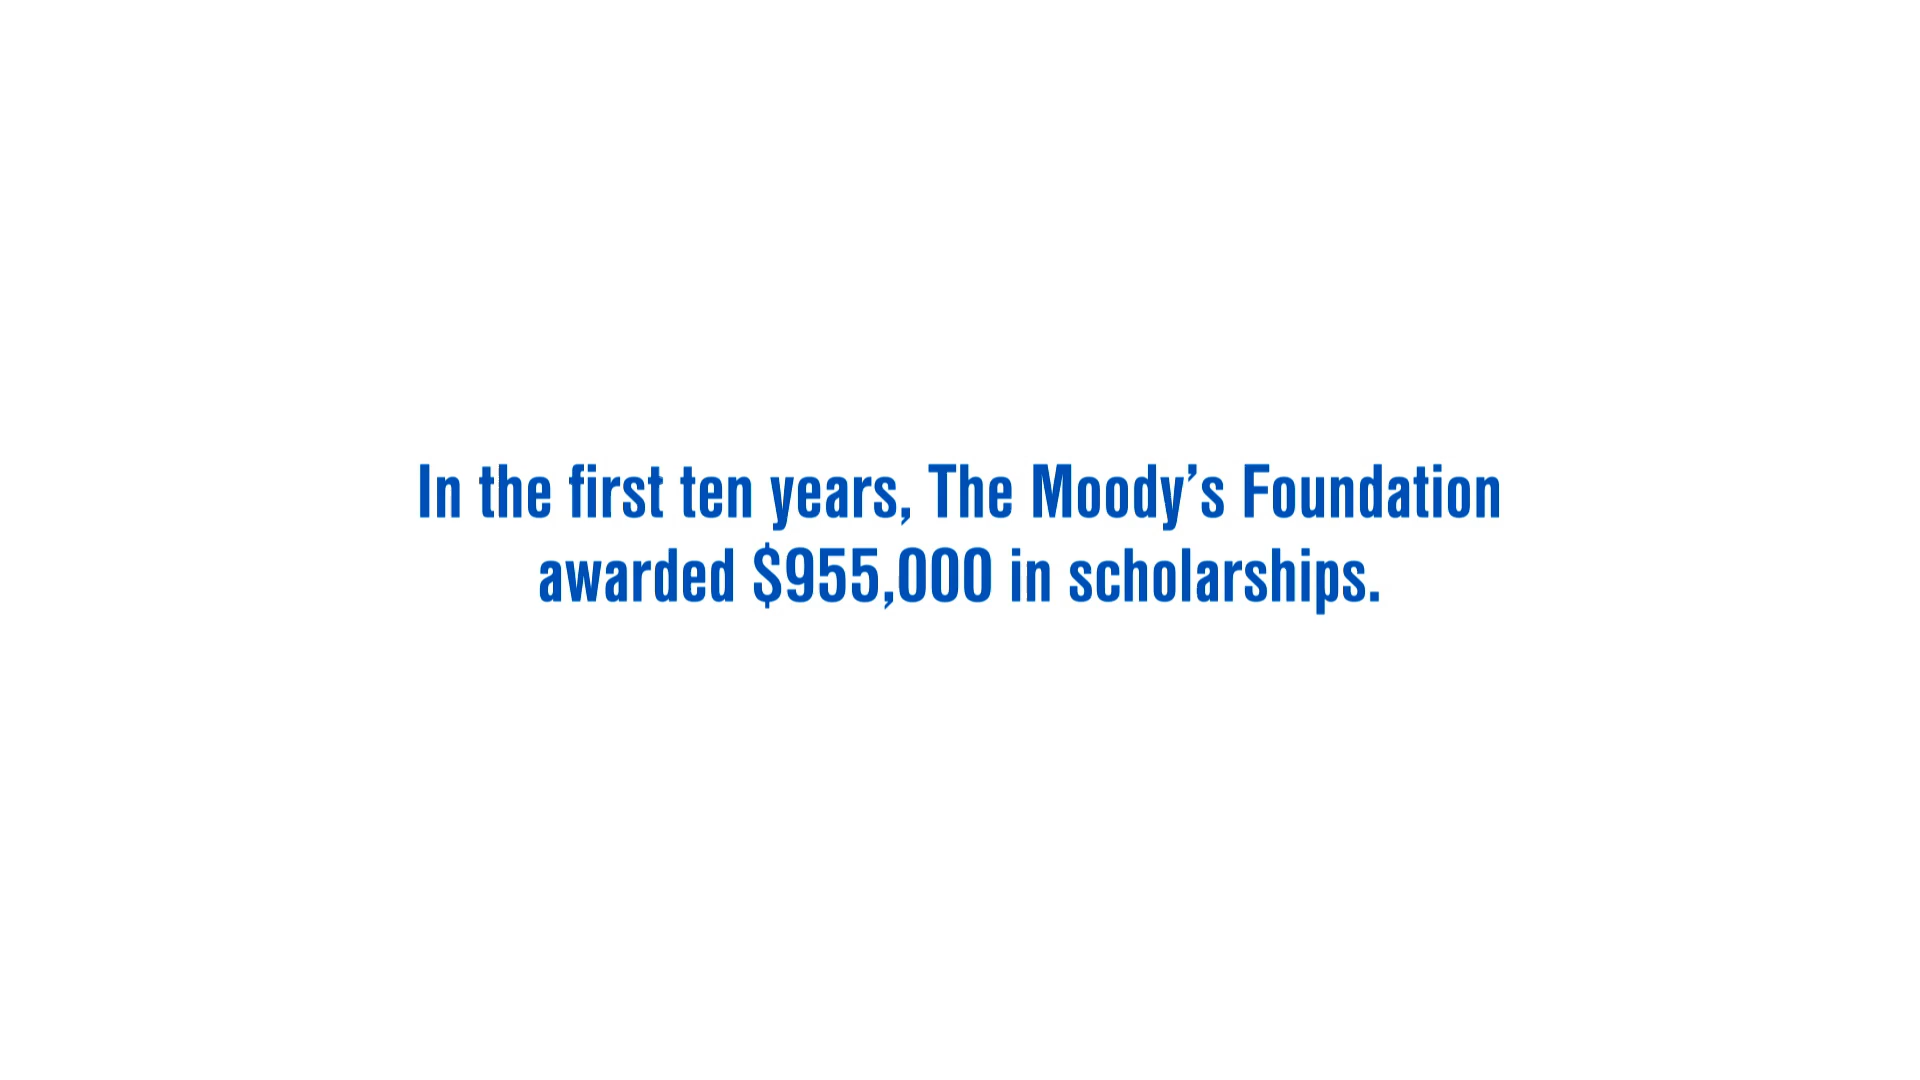 In the first ten years, The Moody’s Foundation
awarded $955,000 in scholarships.